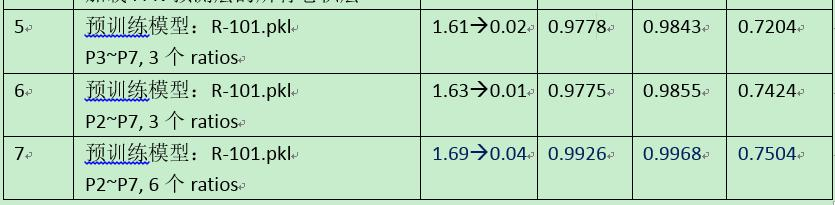 5 预训练模型：R-101.pkl 1.61→0.02 0.9778 0.9843 0.7204
P3~P7, 3 个 ratios
6 预训练模型：R-101.pkl 1.63→0.01 0.9775 0.9855 0.7424
P2~P7, 3 个 ratios
7 预训练模型：R-101.pkl 1.69→0.04 0.9926 0.9968 0.7504
P2~P7, 6 个 ratios